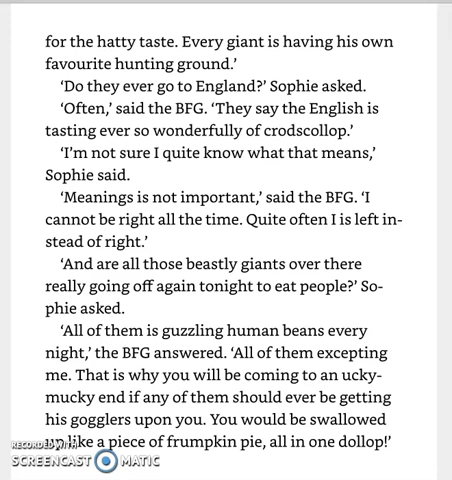 for the hatty taste. Every giant is having his own
favourite hunting ground.’
‘Do they ever go to England?’ Sophie asked.
‘Often,’ said the BFG. ‘They say the English is
tasting ever so wonderfully of crodscollop.’
‘I’m not sure I quite know what that means,’
Sophie said.
‘Meanings is not important,’ said the BFG. ‘I
cannot be right all the time. Quite often I is left in-
stead of right.’
‘And are all those beastly giants over there
really going off again tonight to eat people?’ So-
phie asked.
‘All of them is guzzling human beans every
night,’ the BFG answered. ‘All of them excepting
me. That is why you will be coming to an ucky-
mucky end if any of them should ever be getting
his gogglers upon you. You would be swallowed
up like a piece of frumpkin pie, all in one dollop!’
RECORDED WITH
SCREENCAST MATIC